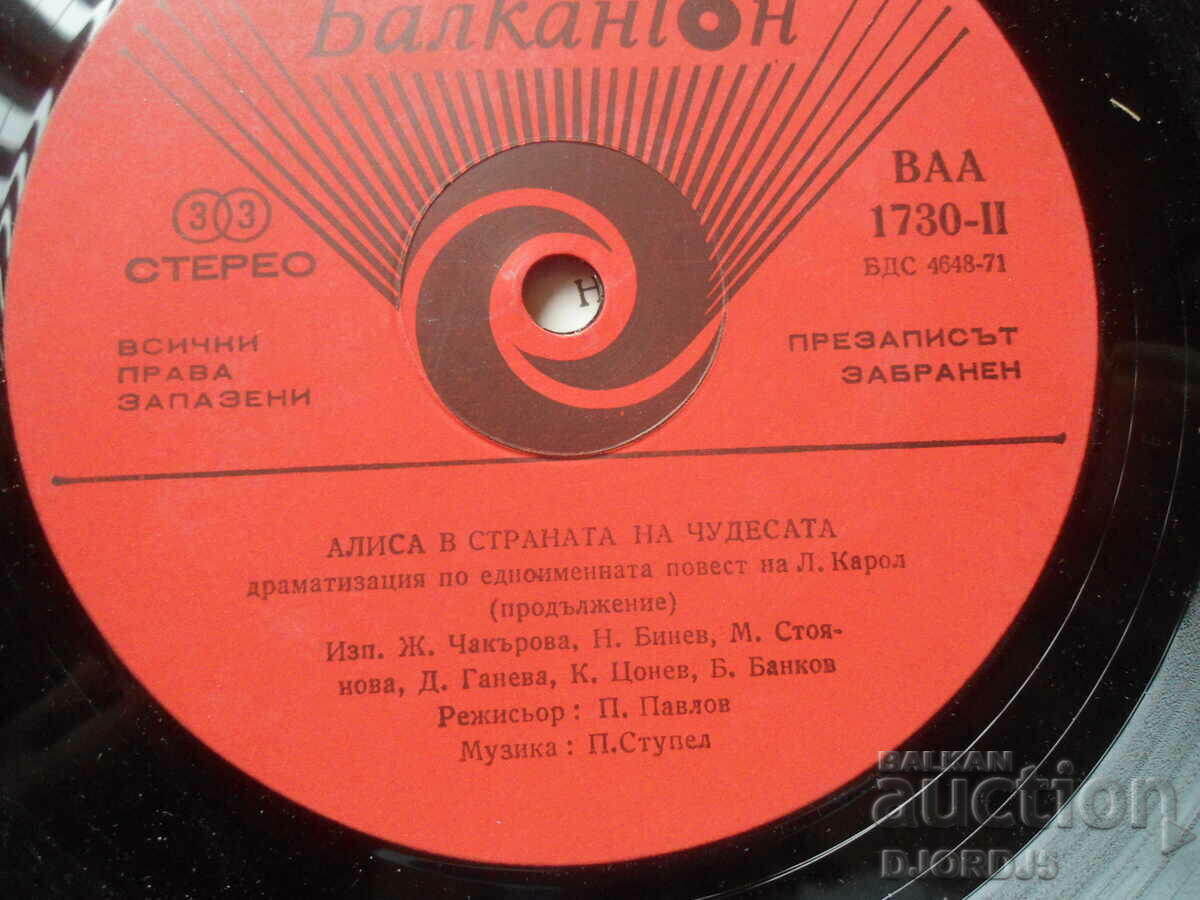 Балкантон
33
СТЕРЕО
ВСИЧКИ
ПРАВА
ЗАПАЗЕНИ
ВАА
1730-II
БДС 4648-71
ПРЕЗАПИСЪТ
ЗАБРАНЕН
Н
АЛИСА В СТРАНАТА НА ЧУДЕСАТА
драматизация по едноименната повест на Л. Карол
(продължение)
Изп. Ж. Чакърова, Н. Бинев, М. Стоя-
нова, Д. Ганева, К. Цонев, Б. Банков
Режисьор : П. Павлов
Музика : П.Ступел
BALKAN
auction
DJORDJ5